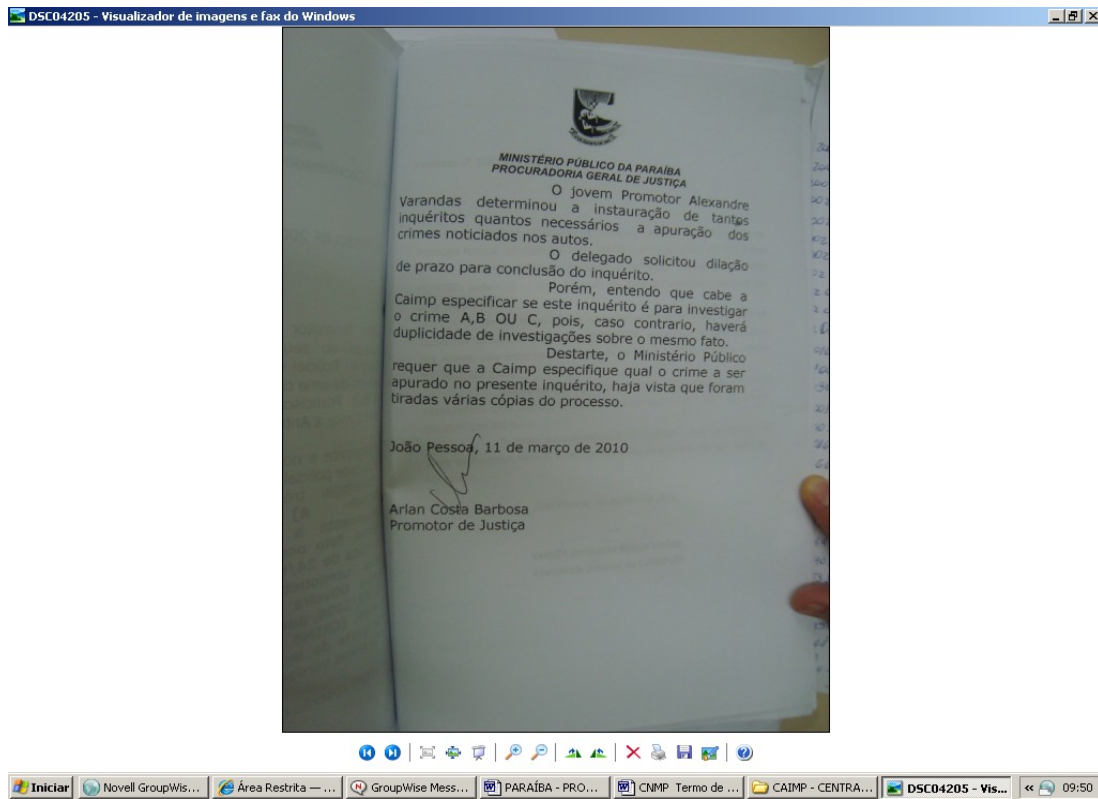 DSC04205 - Visualizador de imagens e fax do Windows
MINISTÉRIO PÚBLICO DA PARAÍBA
PROCURADORIA GERAL DE JUSTIÇA
O jovem Promotor Alexandre
Varandas determinou a instauração de tantos
inquéritos quantos necessários a apuração dos
crimes noticiados nos autos.
O delegado solicitou dilação
de prazo para conclusão do inquérito.
Porém, entendo que cabe a
Caimp especificar se este inquérito é para investigar
o crime A,B OU C, pois, caso contrario, haverá
duplicidade de investigações sobre o mesmo fato.
Destarte, o Ministério Público
requer que a Caimp especifique qual o crime a ser
apurado no presente inquérito, haja vista que foram
tiradas várias cópias do processo.
João Pessoa, 11 de março de 2010
Arlan Costa Barbosa
Promotor de Justiça
Iniciar
Novell GroupWis...
Área Restrita — ...
GroupWise Mess...
PARAÍBA - PRO...
CNMP Termo de ...
CAIMP - CENTRA...
DSC04205 - Vis...
09:50